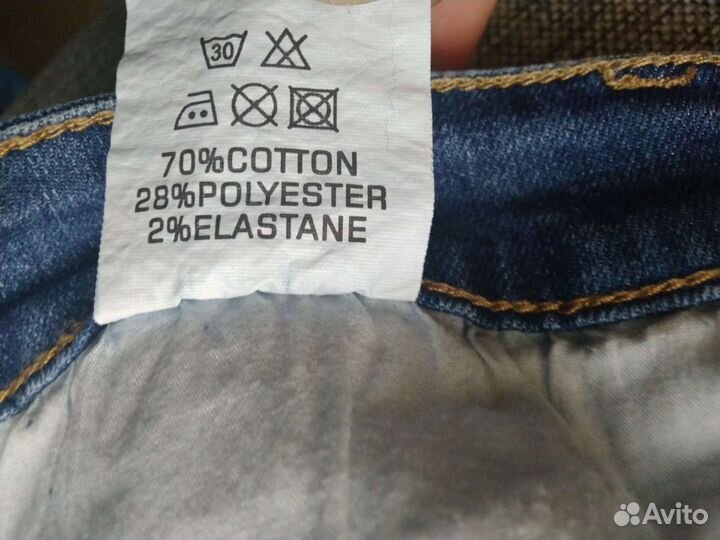 30
70%COTTON
28%POLYESTER
2%ELASTANE
Avito